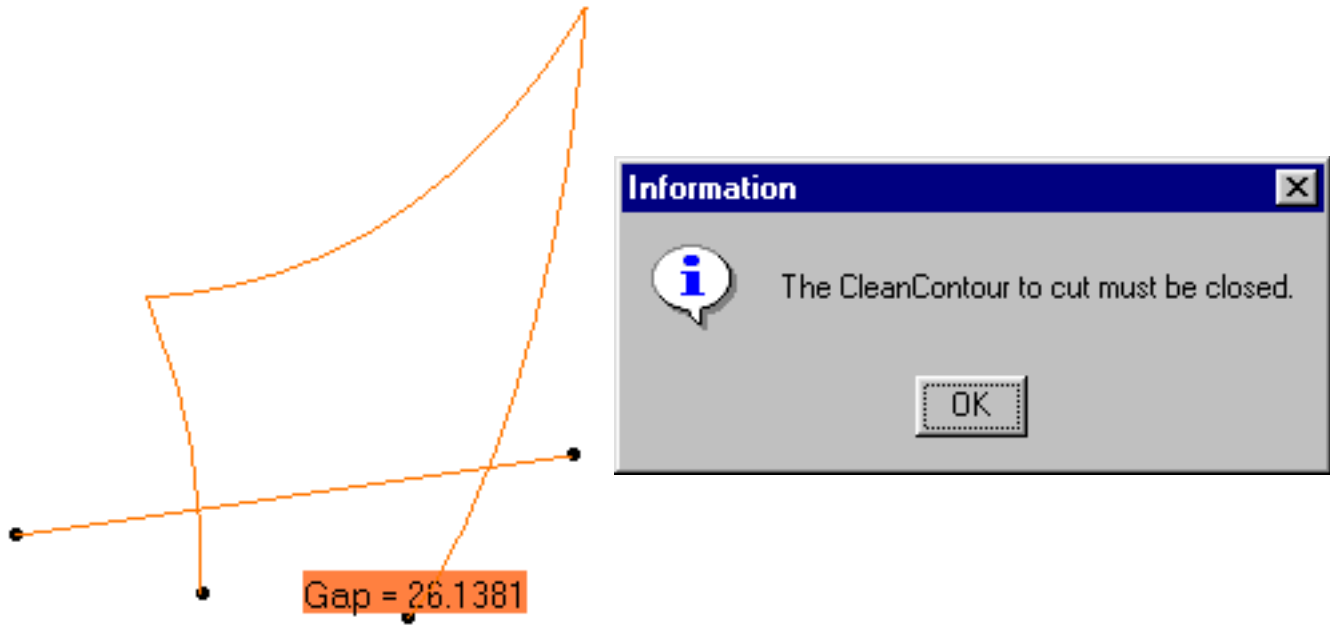 Information
The CleanContour to cut must be closed.
OK
Gap = 26.1381